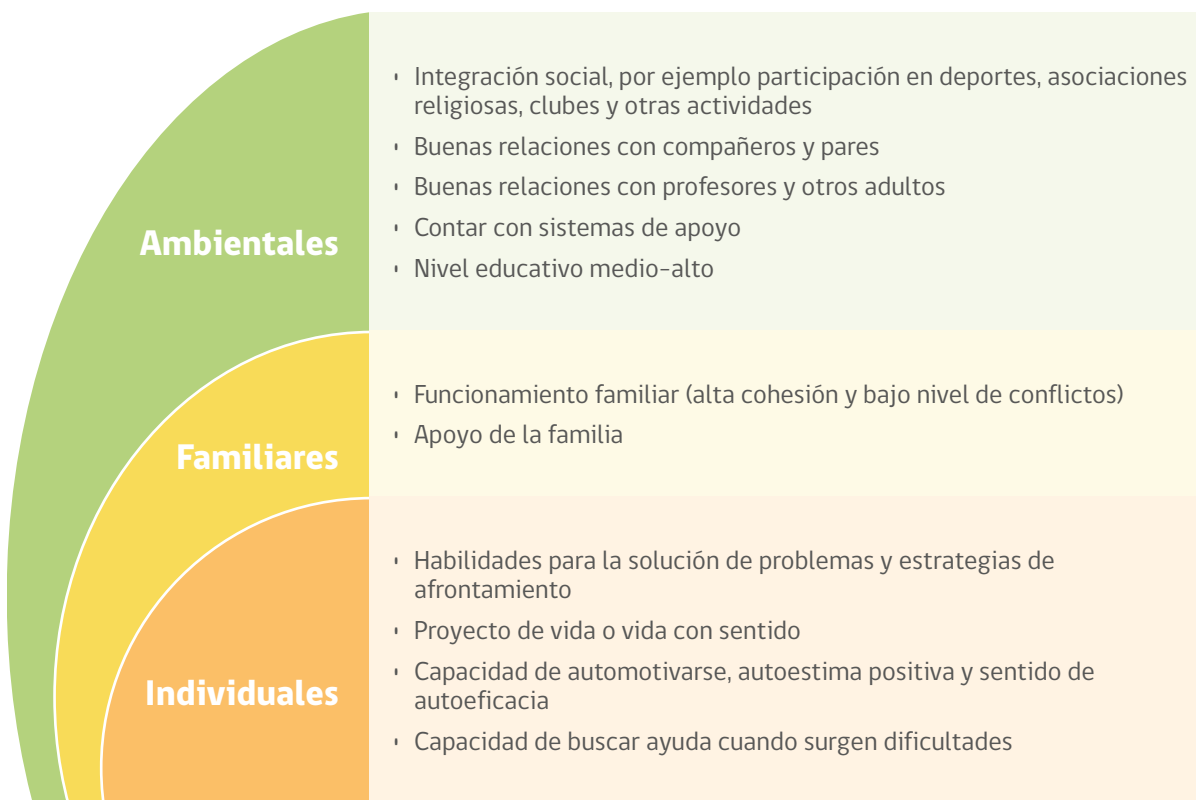 Ambientales
• Integración social, por ejemplo participación en deportes, asociaciones
religiosas, clubes y otras actividades
• Buenas relaciones con compañeros y pares
• Buenas relaciones con profesores y otros adultos
• Contar con sistemas de apoyo
• Nivel educativo medio-alto
Familiares
• Funcionamiento familiar (alta cohesión y bajo nivel de conflictos)
• Apoyo de la familia
Individuales
• Habilidades para la solución de problemas y estrategias de
afrontamiento
• Proyecto de vida o vida con sentido
• Capacidad de automotivarse, autoestima positiva y sentido de
autoeficacia
• Capacidad de buscar ayuda cuando surgen dificultades